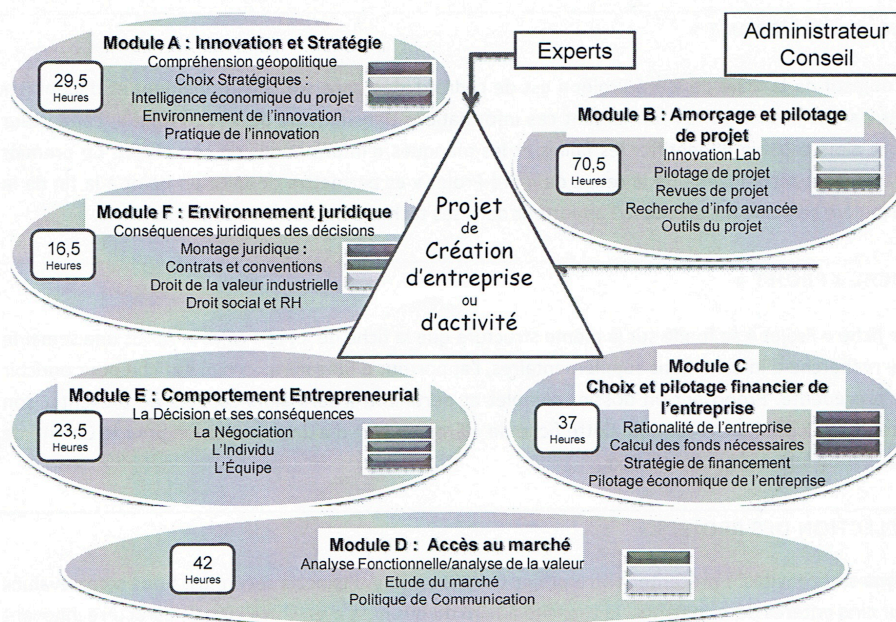 Module A : Innovation et Stratégie
29,5
Heures
Compréhension géopolitique
Choix Stratégiques :
Intelligence économique du projet
Environnement de l'innovation
Pratique de l'innovation
Experts
Administrateur
Conseil
Module B : Amorçage et pilotage
de projet
70,5
Heures
Innovation Lab
Pilotage de projet
Revues de projet
Recherche d'info avancée
Outils du projet
Module F : Environnement juridique
16,5
Heures
Conséquences juridiques des décisions
Montage juridique :
Contrats et conventions
Droit de la valeur industrielle
Droit social et RH
Projet
de
Création
d'entreprise
ou
d'activité
Module E : Comportement Entrepreneurial
23,5
Heures
La Décision et ses conséquences
La Négociation
L'Individu
L'Équipe
Module C
Choix et pilotage financier de
l'entreprise
37
Heures
Rationalité de l'entreprise
Calcul des fonds nécessaires
Stratégie de financement
Pilotage économique de l'entreprise
Module D : Accès au marché
42
Heures
Analyse Fonctionnelle/analyse de la valeur
Etude du marché
Politique de Communication